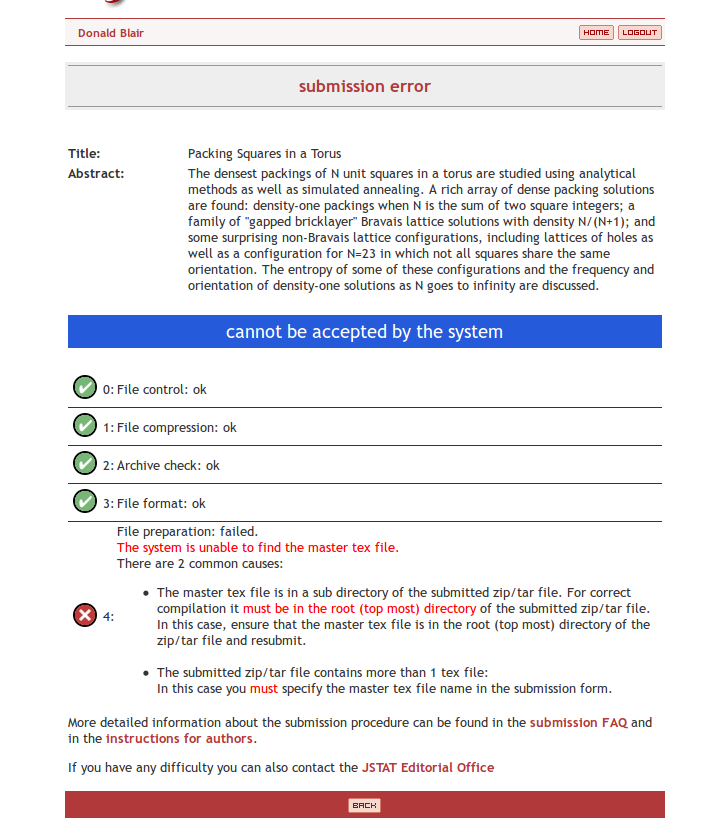 Donald Blair
HOME
LOGOUT
submission error
Title: Packing Squares in a Torus
Abstract: The densest packings of N unit squares in a torus are studied using analytical
methods as well as simulated annealing. A rich array of dense packing solutions
are found: density-one packings when N is the sum of two square integers; a
family of "gapped bricklayer" Bravais lattice solutions with density N/(N+1); and
some surprising non-Bravais lattice configurations, including lattices of holes as
well as a configuration for N=23 in which not all squares share the same
orientation. The entropy of some of these configurations and the frequency and
orientation of density-one solutions as N goes to infinity are discussed.
cannot be accepted by the system
0: File control: ok
1: File compression: ok
2: Archive check: ok
3: File format: ok
4:
File preparation: failed.
The system is unable to find the master tex file.
There are 2 common causes:
• The master tex file is in a sub directory of the submitted zip/tar file. For correct
compilation it must be in the root (top most) directory of the submitted zip/tar file.
In this case, ensure that the master tex file is in the root (top most) directory of the
zip/tar file and resubmit.
• The submitted zip/tar file contains more than 1 tex file:
In this case you must specify the master tex file name in the submission form.
More detailed information about the submission procedure can be found in the submission FAQ and
in the instructions for authors.
If you have any difficulty you can also contact the JSTAT Editorial Office
BACK